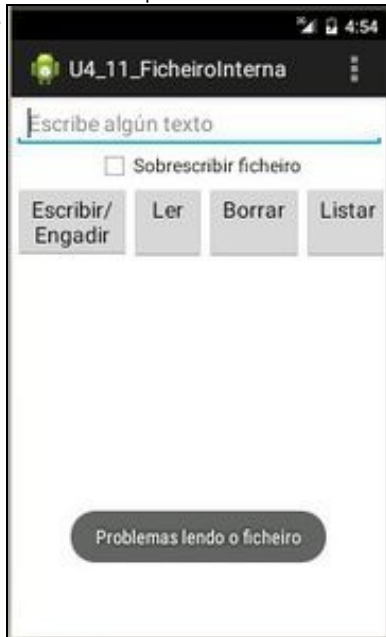 4:54
U4_11_FicheiroInterna
Escribe algún texto
Sobrescribir ficheiro
Escribir/
Engadir
Ler
Borrar
Listar
Problemas lendo o ficheiro